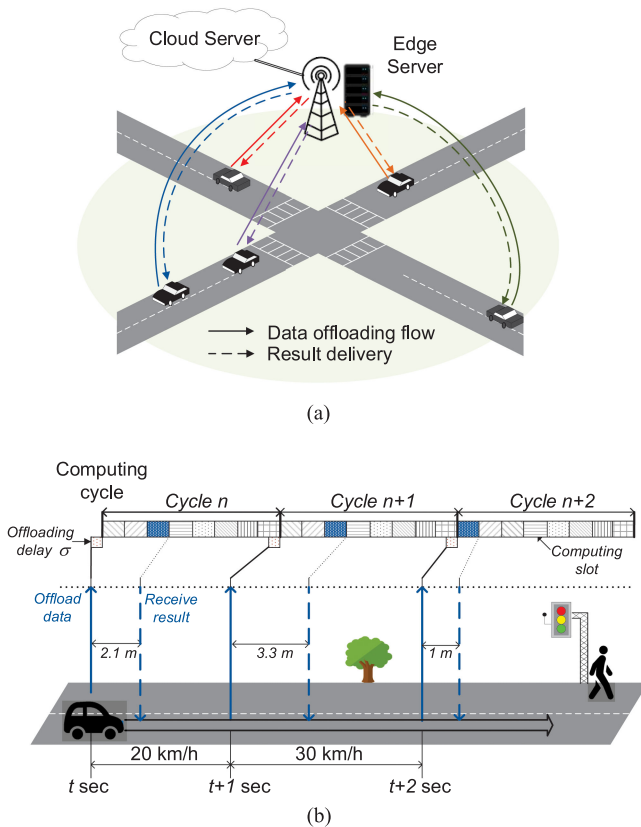 Cloud Server
Edge
Server
Data offloading flow
Result delivery
(a)
Computing
cycle
Cycle n
Cycle n+1
Cycle n+2
Offloading
delay σ
Computing
slot
Offload
data
Receive
result
2.1 m
3.3 m
1 m
20 km/h
30 km/h
t sec
t+1 sec
t+2 sec
(b)